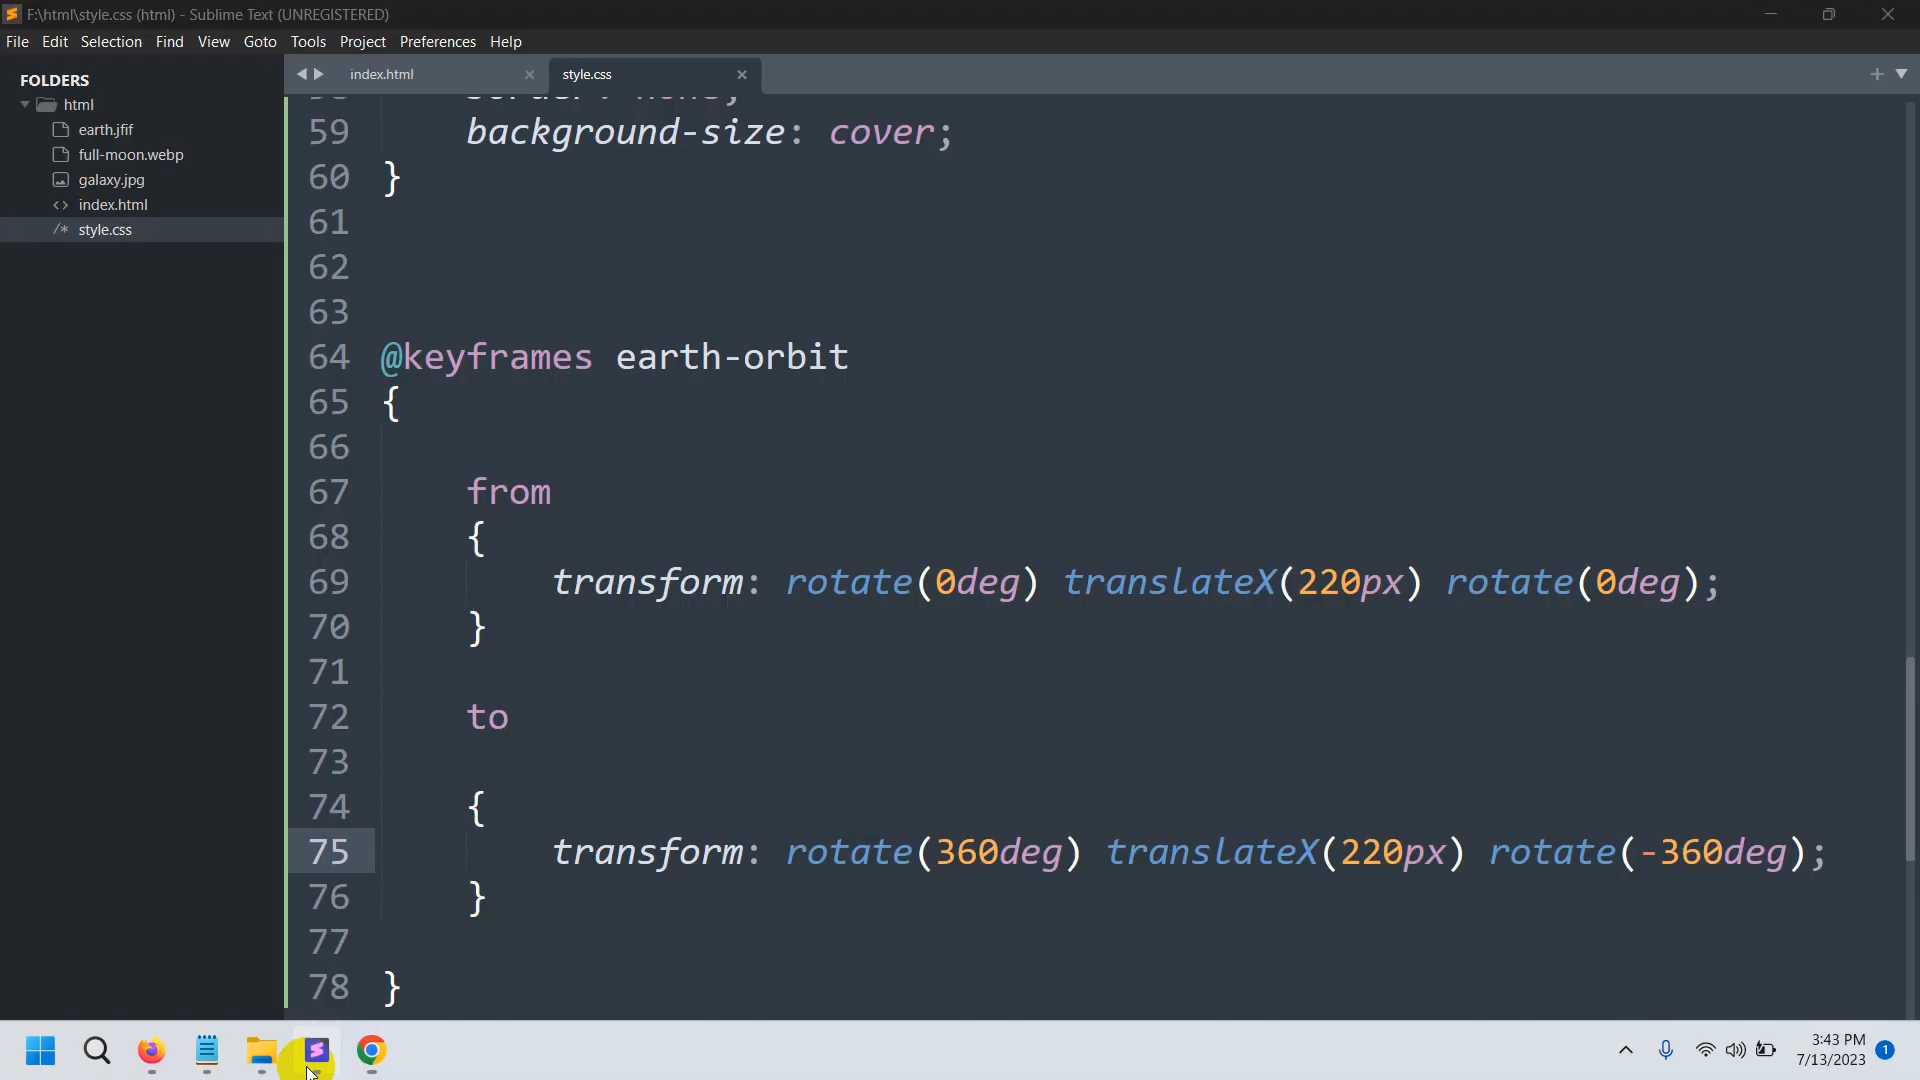 F:\html\style.css (html) - Sublime Text (UNREGISTERED)
File Edit Selection Find View Goto Tools Project Preferences Help
FOLDERS
html
earth.jfif
full-moon.webp
galaxy.jpg
index.html
style.css
index.html
style.css
59 background-size: cover;
60 }
61
62
63
64 @keyframes earth-orbit
65 {
66
67 from
68 {
69 transform: rotate(0deg) translateX(220px) rotate(0deg);
70 }
71
72 to
73
74 {
75 transform: rotate(360deg) translateX(220px) rotate(-360deg);
76 }
77
78 }
3:43 PM
7/13/2023
1